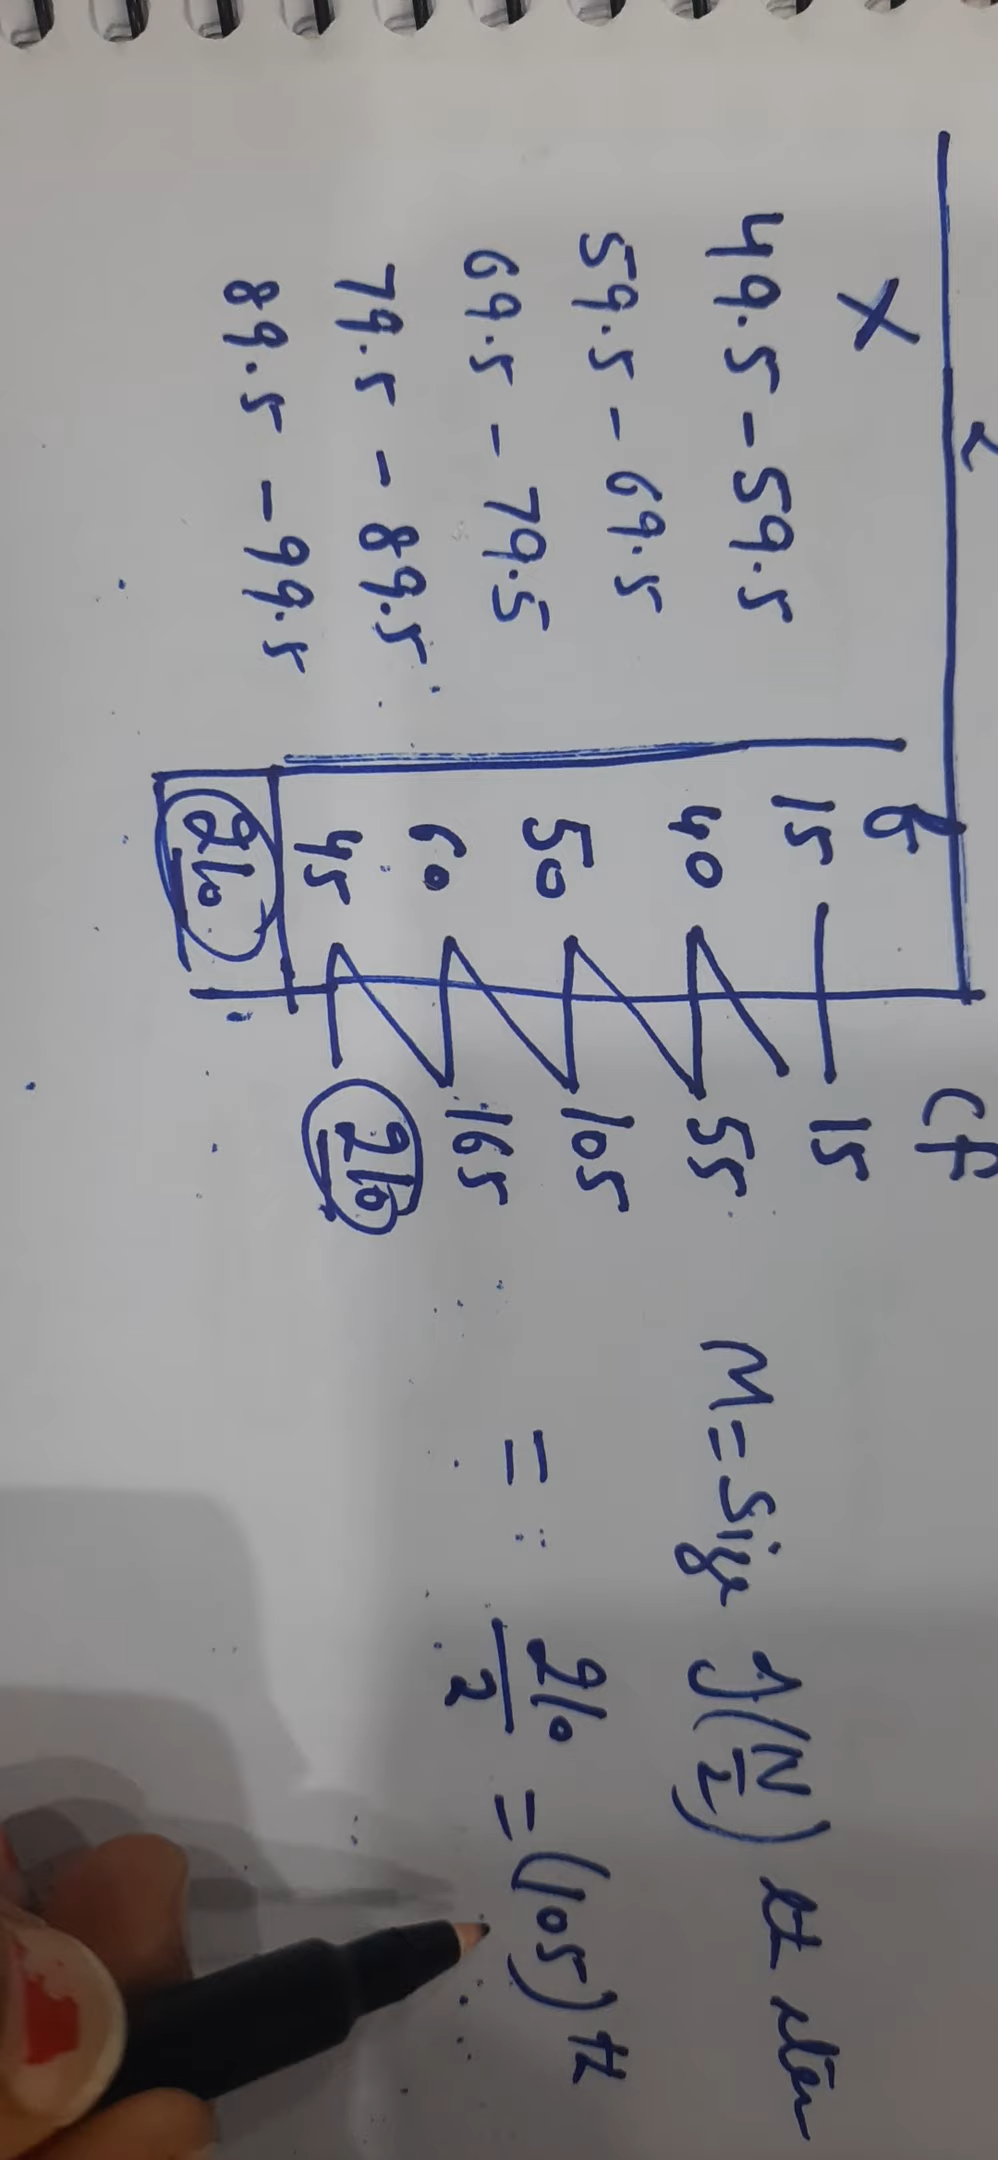 X f CF
49.5 - 59.5 15 15
59.5 - 69.5 40 55
69.5 - 79.5 50 105
79.5 - 89.5 60 165
89.5 - 99.5 45 210
210
M = Size of (N/2) th item
= 210/2 = (105) th